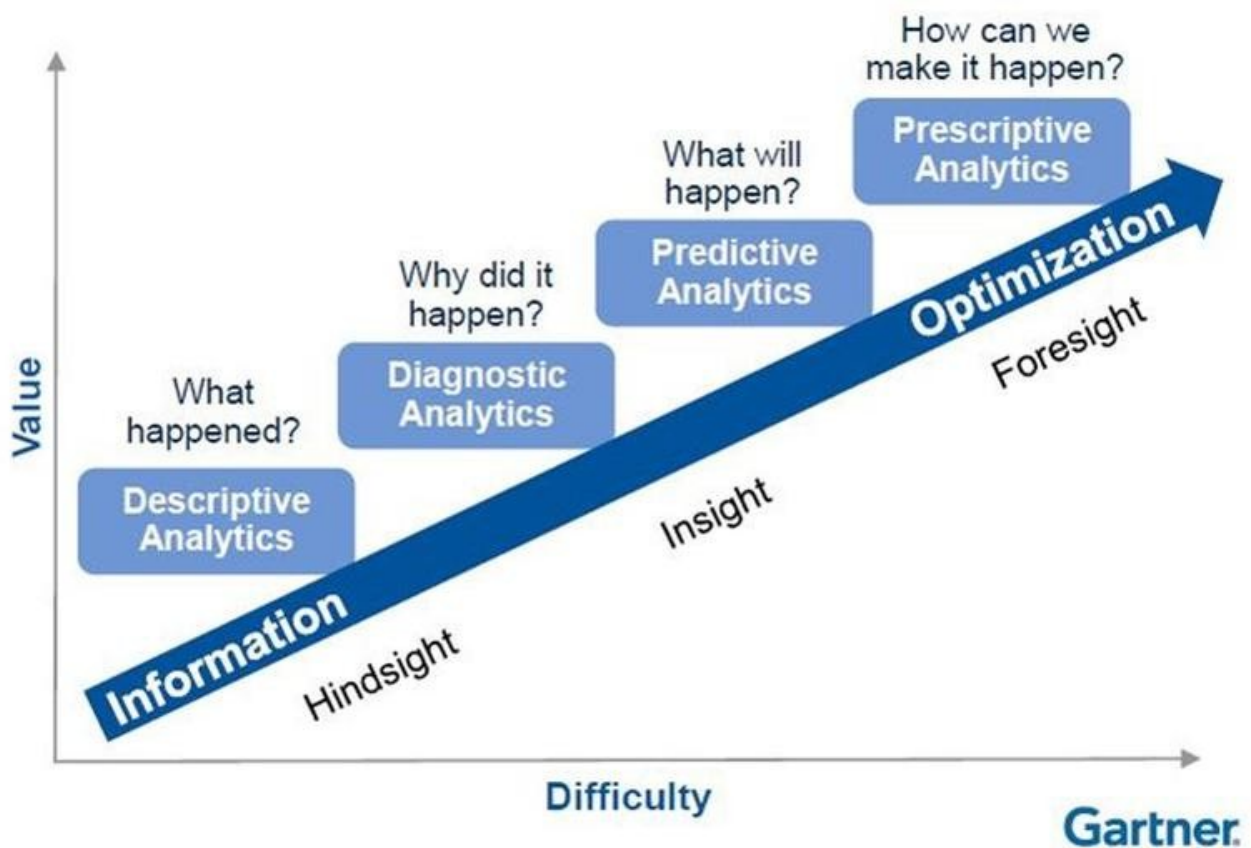 How can we
make it happen?
Prescriptive
Analytics
What will
happen?
Predictive
Analytics
Why did it
happen?
Diagnostic
Analytics
What
happened?
Descriptive
Analytics
Value
Information
Optimization
Hindsight
Insight
Foresight
Difficulty
Gartner.